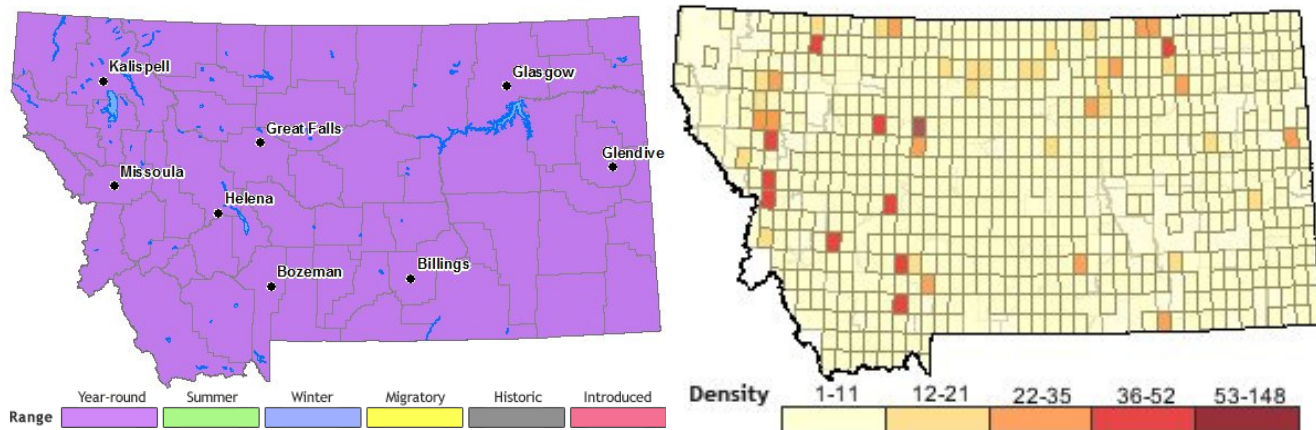 Kalispell
Glasgow
Great Falls
Glendive
Missoula
Helena
Bozeman
Billings
Year-round Summer Winter Migratory Historic Introduced
Range
Density 1-11 12-21 22-35 36-52 53-148